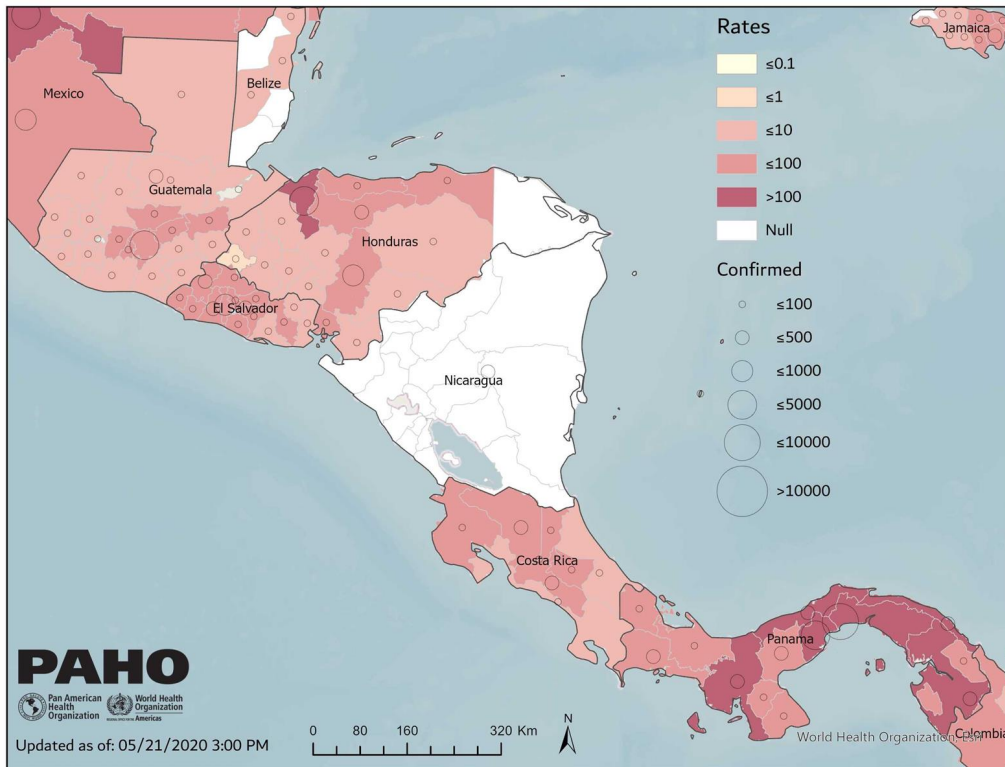 Rates
≤0.1
≤1
≤10
≤100
>100
Null
Confirmed
≤100
≤500
≤1000
≤5000
≤10000
>10000
Jamaica
Mexico
Belize
Guatemala
Honduras
El Salvador
Nicaragua
Costa Rica
Panama
Colombia
World Health Organization, Esri
PAHO
Pan American
Health
Organization
World Health
Organization
Americas
Updated as of: 05/21/2020 3:00 PM
0 80 160 320 Km
N